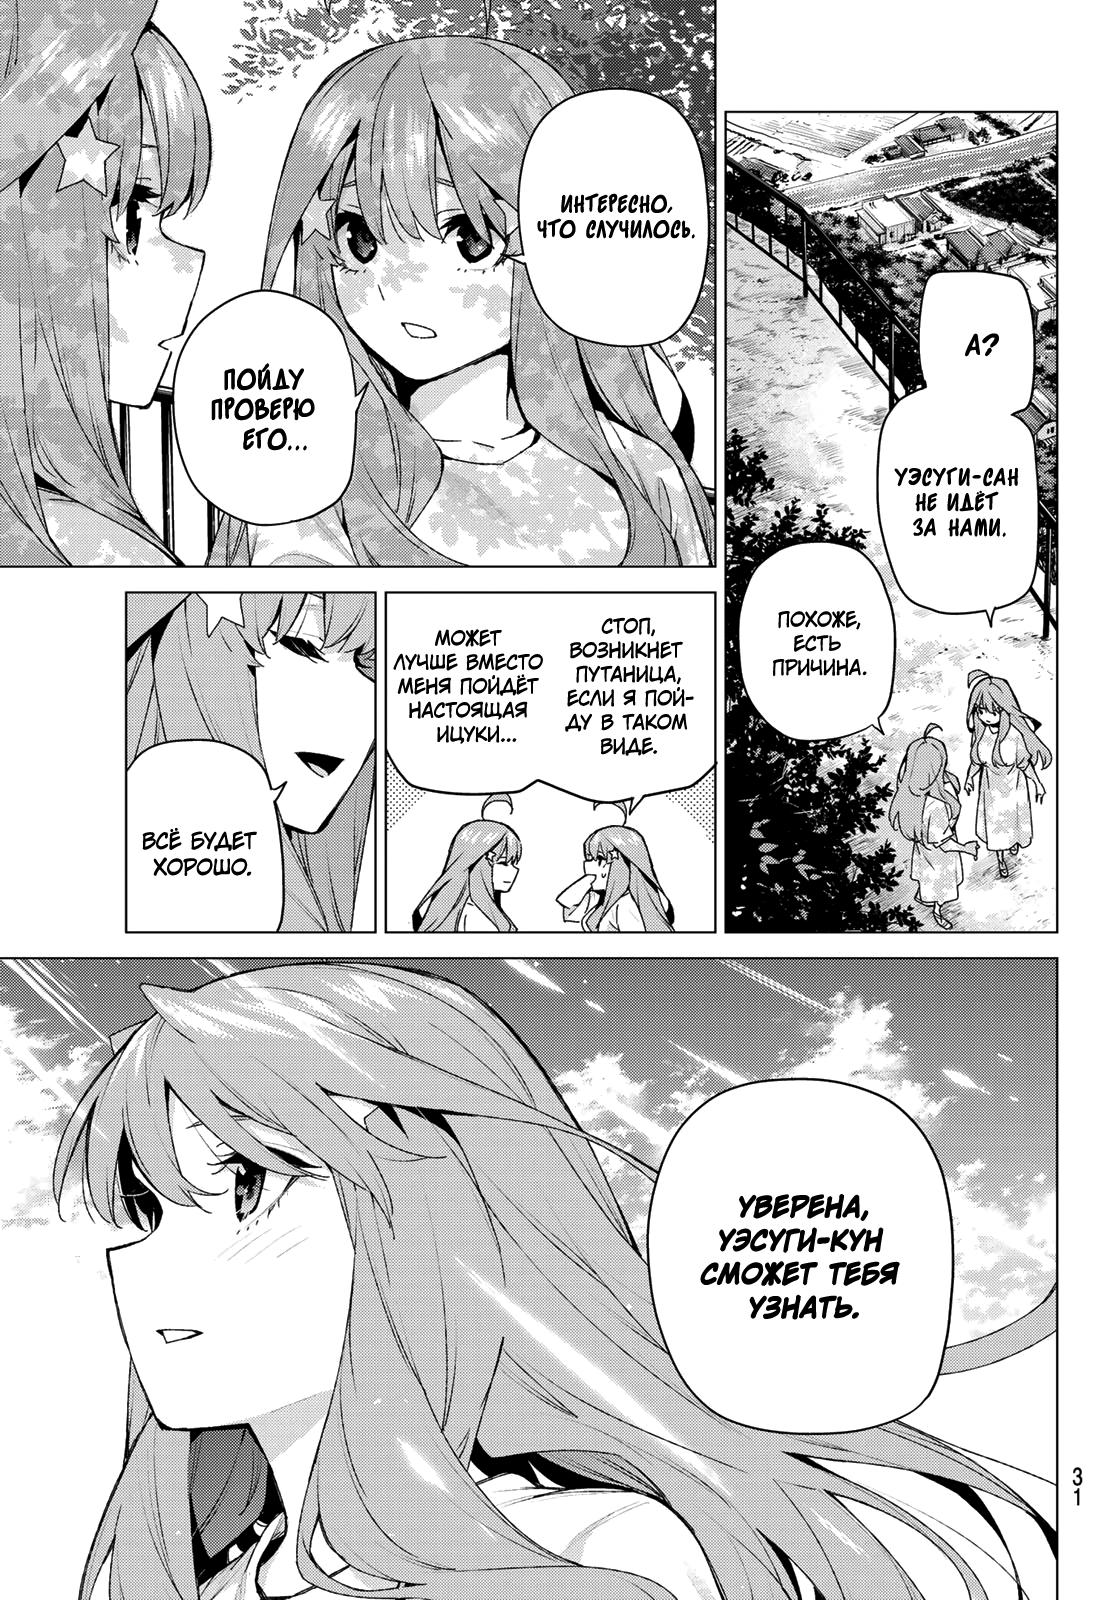 А?
УЭСУГИ-САН
НЕ ИДЁТ
ЗА НАМИ.
ПОХОЖЕ,
ЕСТЬ
ПРИЧИНА.
ИНТЕРЕСНО,
ЧТО СЛУЧИЛОСЬ.
ПОЙДУ
ПРОВЕРЮ
ЕГО...
СТОП,
ВОЗНИКНЕТ
ПУТАНИЦА,
ЕСЛИ Я ПОЙ-
ДУ В ТАКОМ
ВИДЕ.
МОЖЕТ
ЛУЧШЕ ВМЕСТО
МЕНЯ ПОЙДЁТ
НАСТОЯЩАЯ
ИЦУКИ...
ВСЁ БУДЕТ
ХОРОШО.
УВЕРЕНА,
УЭСУГИ-КУН
СМОЖЕТ ТЕБЯ
УЗНАТЬ.
31